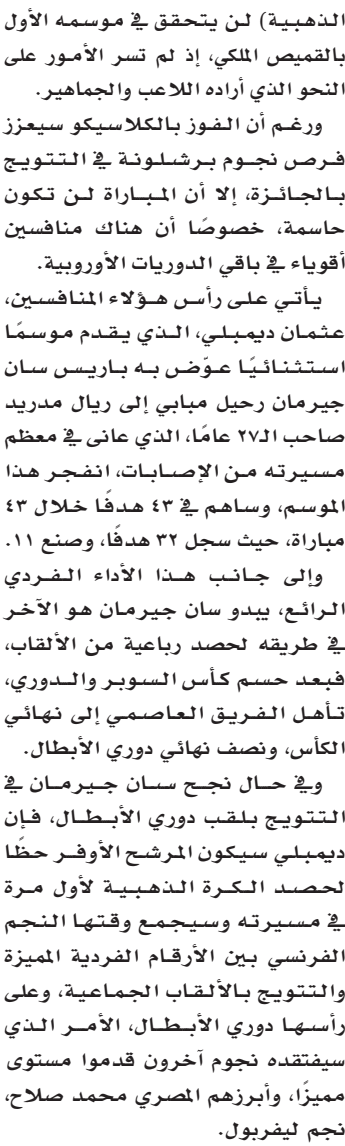 الذهبية) لن يتحقق في موسمه الأول
بالقميص الملكي، إذ لم تسر الأمور على
النحو الذي أراده اللاعب والجماهير.
ورغم أن الفوز بالكلاسيكو سيعزز
فرص نجوم برشلونة في التتويج
بالجائزة، إلا أن المباراة لن تكون
حاسمة، خصوصًا أن هناك منافسين
أقوياء في باقي الدوريات الأوروبية.
يأتي على رأس هؤلاء المنافسين،
عثمان ديمبلي، الذي يقدم موسمًا
استثنائيًا عوّض به باريس سان
جيرمان رحيل مبابي إلى ريال مدريد
صاحب الـ٢٧ عامًا، الذي عانى في معظم
مسيرته من الإصابات، انفجر هذا
الموسم، وساهم في ٤٣ هدفًا خلال ٤٣
مباراة، حيث سجل ٣٢ هدفًا، وصنع ١١.
وإلى جانب هذا الأداء الفردي
الرائع، يبدو سان جيرمان هو الآخر
في طريقه لحصد رباعية من الألقاب،
فبعد حسم كأس السوبر والدوري،
تأهل الفريق العاصمي إلى نهائي
الكأس، ونصف نهائي دوري الأبطال.
وفي حال نجح سان جيرمان في
التتويج بلقب دوري الأبطال، فإن
ديمبلي سيكون المرشح الأوفر حظًا
لحصد الكرة الذهبية لأول مرة
في مسيرته وسيجمع وقتها النجم
الفرنسي بين الأرقام الفردية المميزة
والتتويج بالألقاب الجماعية، وعلى
رأسها دوري الأبطال، الأمر الذي
سيفتقده نجوم آخرون قدموا مستوى
مميزًا، وأبرزهم المصري محمد صلاح،
نجم ليفربول.